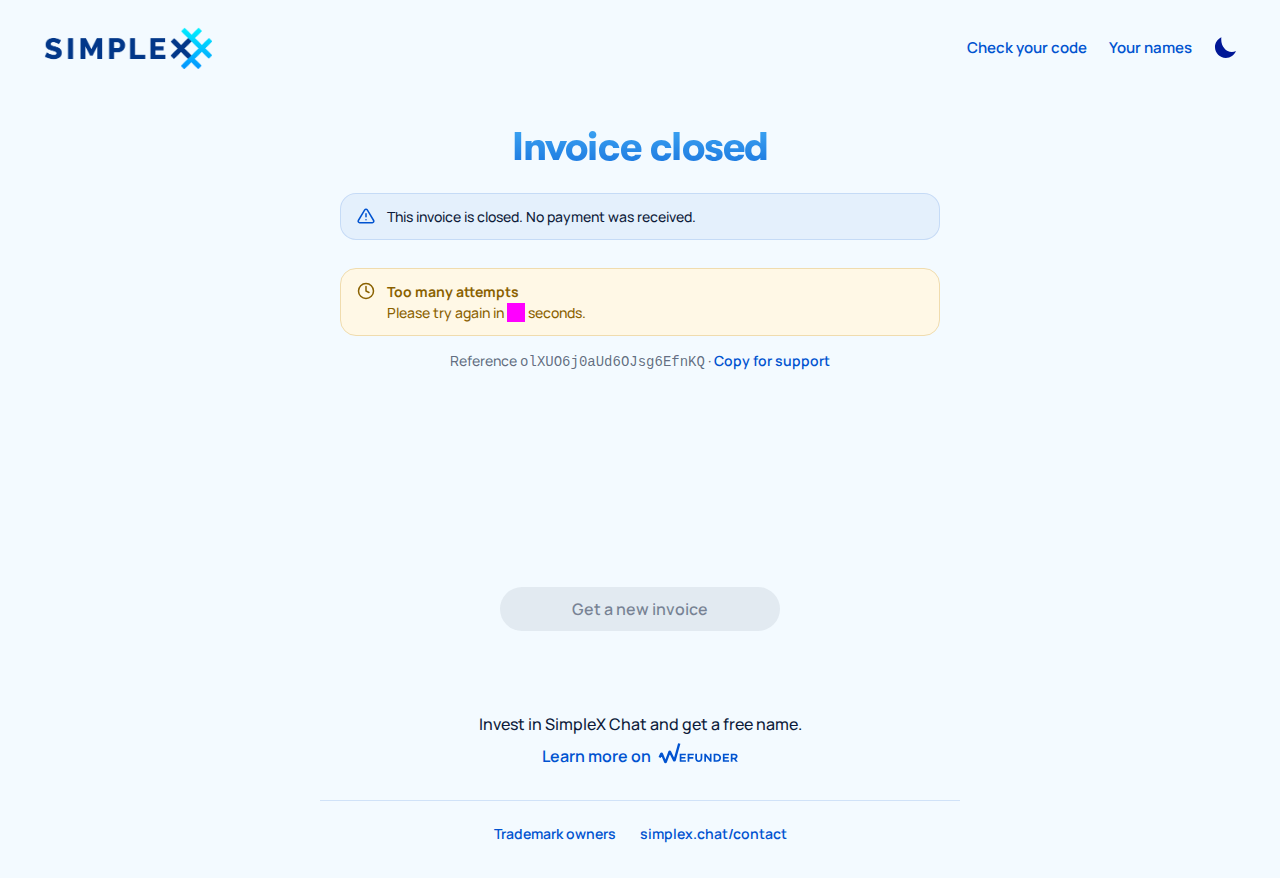 SIMPLEX
Check your code
Your names
Invoice closed
This invoice is closed. No payment was received.
Too many attempts
Please try again in seconds.
Reference olXUO6j0aUd6OJsg6EfnKQ · Copy for support
Get a new invoice
Invest in SimpleX Chat and get a free name.
Learn more on WEFUNDER
Trademark owners
simplex.chat/contact